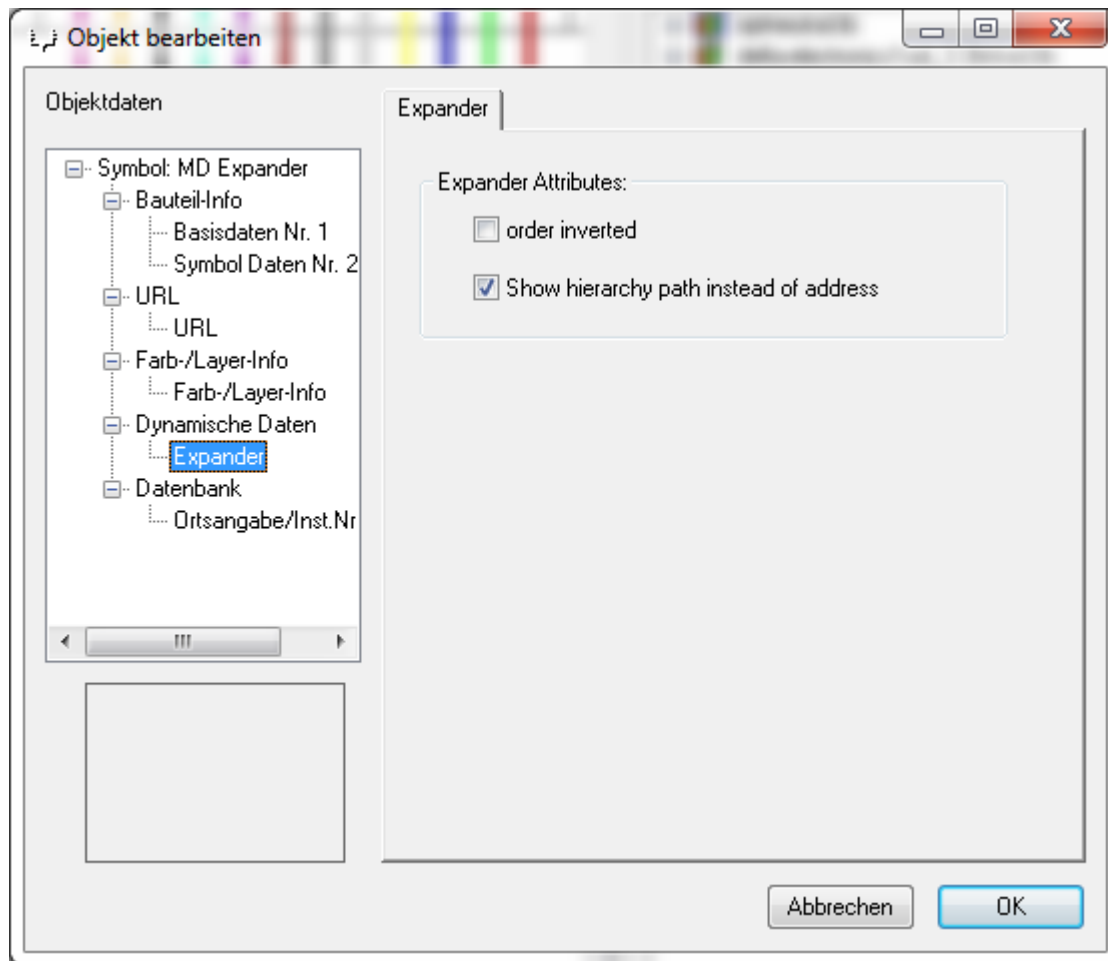 Objekt bearbeiten
Objektdaten
Expander
Symbol: MD Expander
Bauteil-Info
Basisdaten Nr. 1
Symbol Daten Nr. 2
URL
URL
Farb-/Layer-Info
Farb-/Layer-Info
Dynamische Daten
Expander
Datenbank
Ortsangabe/Inst.Nr
Expander Attributes:
order inverted
Show hierarchy path instead of address
Abbrechen
OK